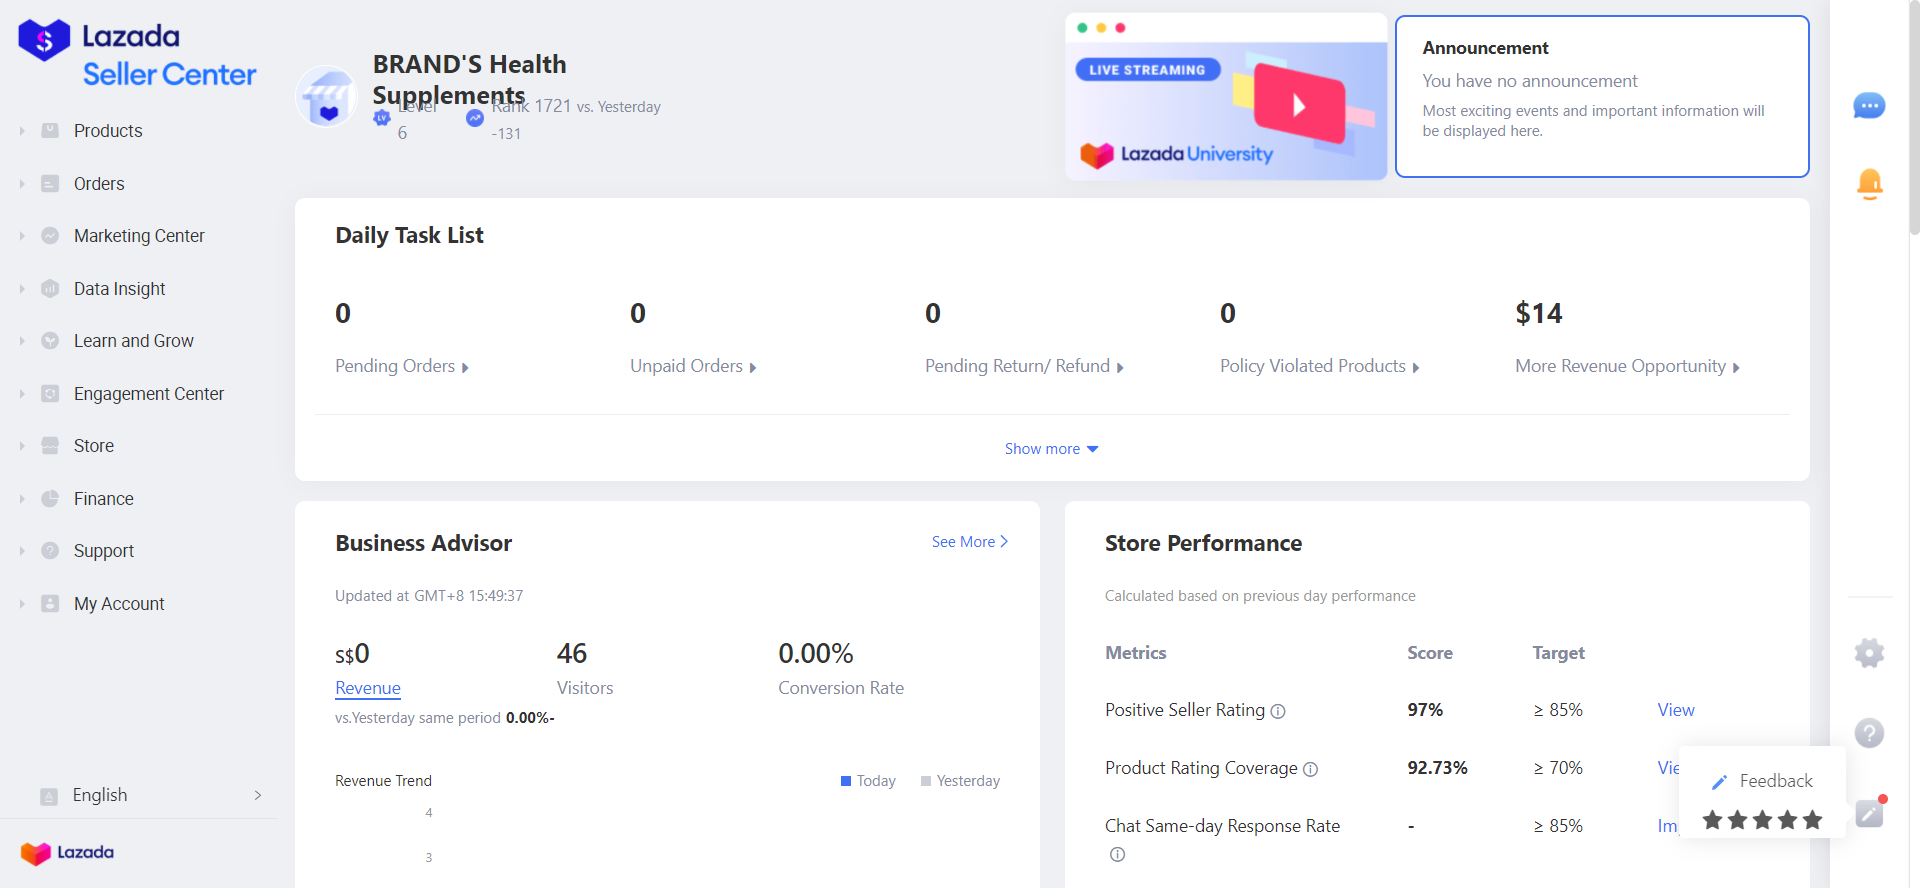 Lazada
Seller Center
Products
Orders
Marketing Center
Data Insight
Learn and Grow
Engagement Center
Store
Finance
Support
My Account
English
Lazada
BRAND'S Health
Supplements
LV
Level
6
Rank 1721 vs. Yesterday
-131
LIVE STREAMING
Lazada University
Announcement
You have no announcement
Most exciting events and important information will
be displayed here.
Daily Task List
0
Pending Orders
0
Unpaid Orders
0
Pending Return/ Refund
0
Policy Violated Products
$14
More Revenue Opportunity
Show more
Business Advisor
See More
Updated at GMT+8 15:49:37
S$0
Revenue
vs.Yesterday same period 0.00%-
46
Visitors
0.00%
Conversion Rate
Revenue Trend
Today
Yesterday
4
3
Store Performance
Calculated based on previous day performance
Metrics Score Target
Positive Seller Rating 97% ≥ 85% View
Product Rating Coverage 92.73% ≥ 70%
Chat Same-day Response Rate - ≥ 85%
Feedback